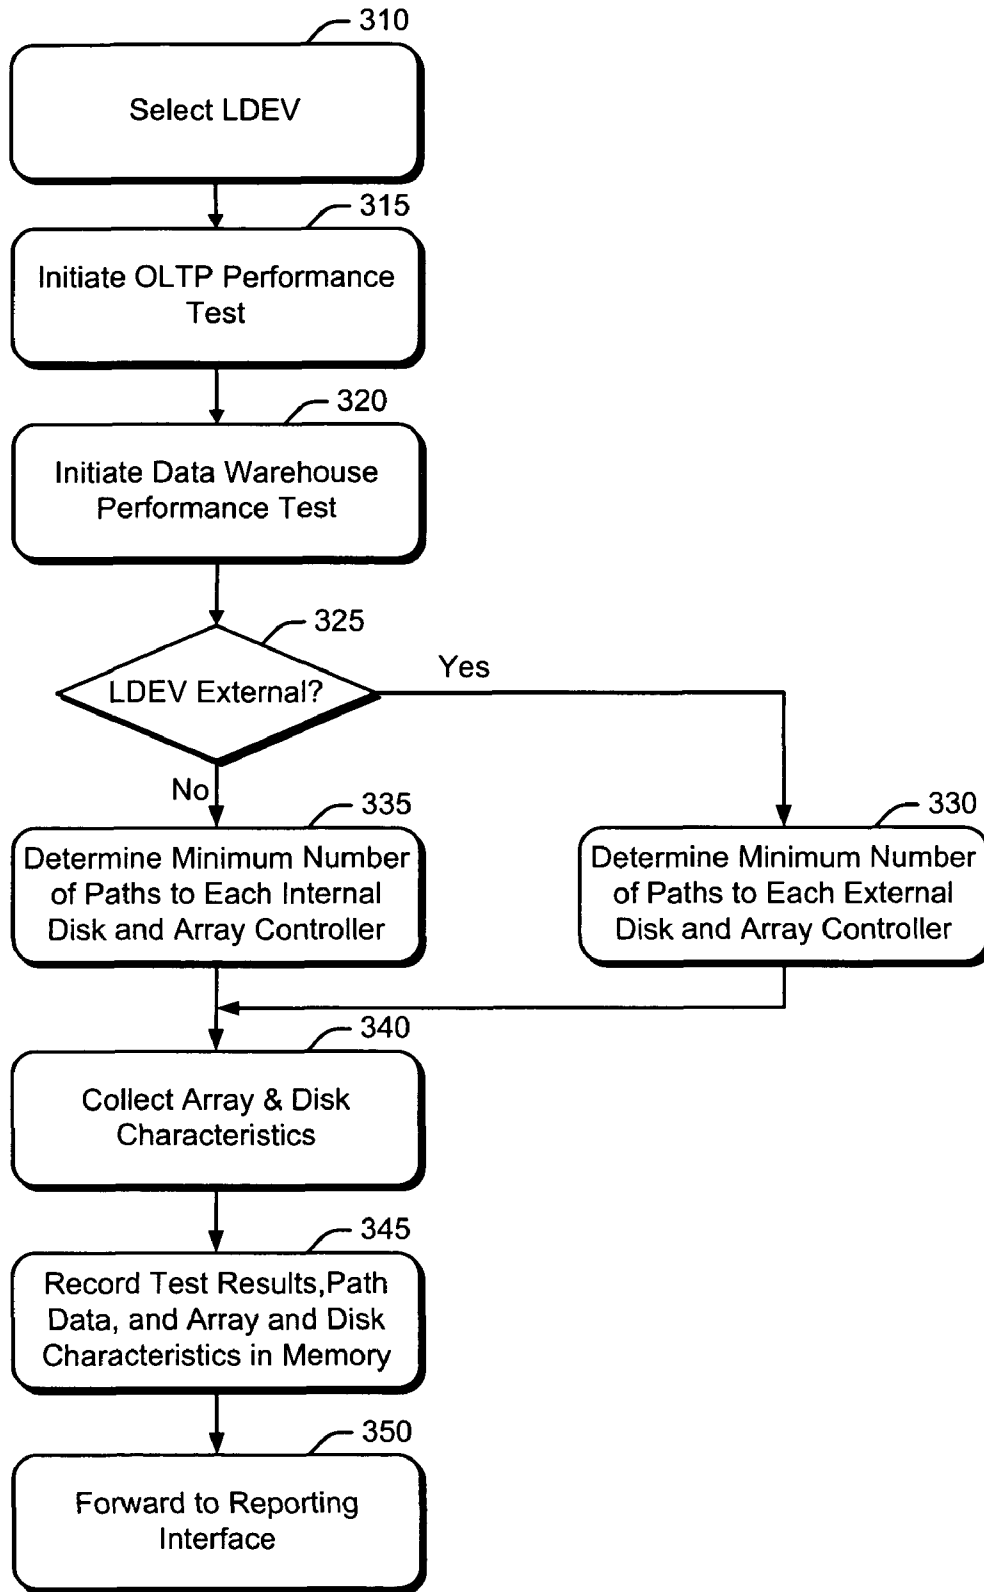 310
Select LDEV
315
Initiate OLTP Performance
Test
320
Initiate Data Warehouse
Performance Test
325
LDEV External?
Yes
No
335
Determine Minimum Number
of Paths to Each Internal
Disk and Array Controller
330
Determine Minimum Number
of Paths to Each External
Disk and Array Controller
340
Collect Array & Disk
Characteristics
345
Record Test Results,Path
Data, and Array and Disk
Characteristics in Memory
350
Forward to Reporting
Interface